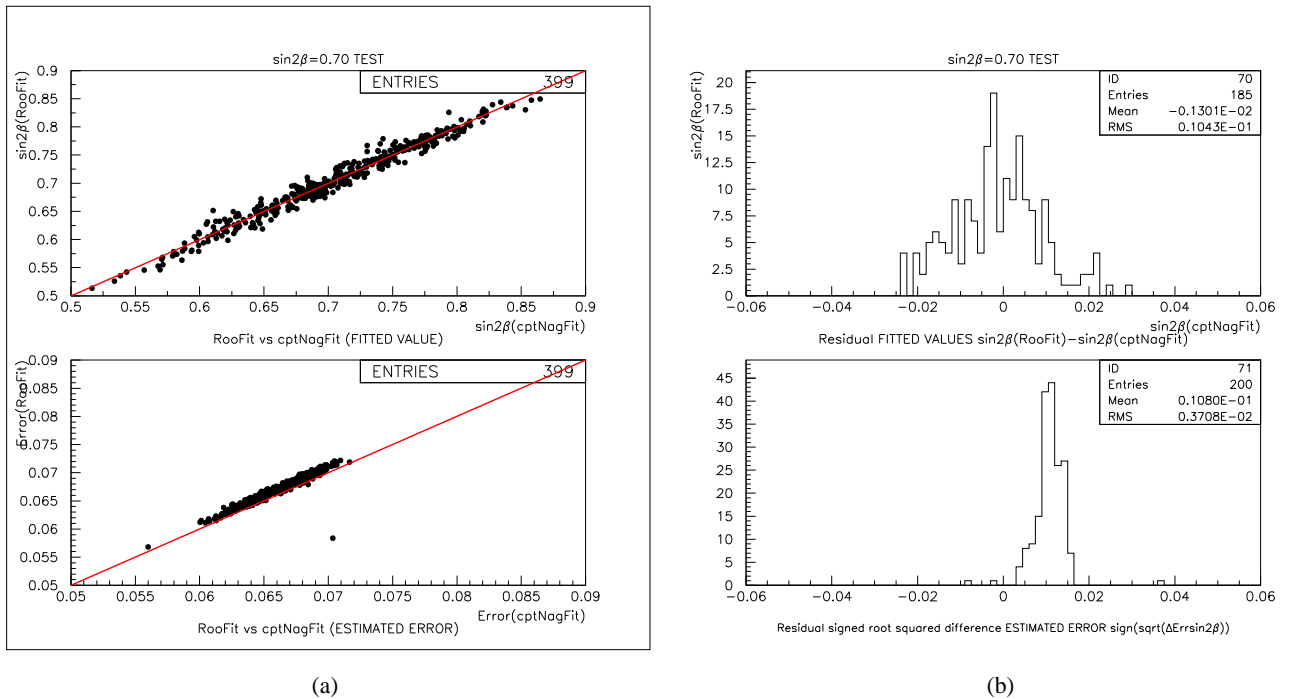 sin2β=0.70 TEST
sin2β(RooFit)
ENTRIES 399
0.9
0.85
0.8
0.75
0.7
0.65
0.6
0.55
0.5
0.5 0.6 0.65 0.7 0.75 0.8 0.85 0.9
sin2β(cptNagFit)
RooFit vs cptNagFit (FITTED VALUE)
Error(RooFit)
ENTRIES 399
0.09
0.085
0.08
0.075
0.07
0.065
0.06
0.055
0.05
0.05 0.055 0.06 0.065 0.07 0.075 0.08 0.085 0.09
Error(cptNagFit)
RooFit vs cptNagFit (ESTIMATED ERROR)
(a)
sin2β=0.70 TEST
sin2β(RooFit)
ID 70
Entries 185
Mean -0.1301E-02
RMS 0.1043E-01
20
17.5
15
12.5
10
7.5
5
2.5
0
−0.06 −0.04 −0.02 0 0.02 0.04 0.06
sin2β(cptNagFit)
Residual FITTED VALUES sin2β(RooFit)−sin2β(cptNagFit)
ID 71
Entries 200
Mean 0.1080E-01
RMS 0.3708E-02
45
40
35
30
25
20
15
10
5
0
−0.06 −0.04 −0.02 0 0.02 0.04 0.06
Residual signed root squared difference ESTIMATED ERROR sign(sqrt(ΔErrsin2β))
(b)